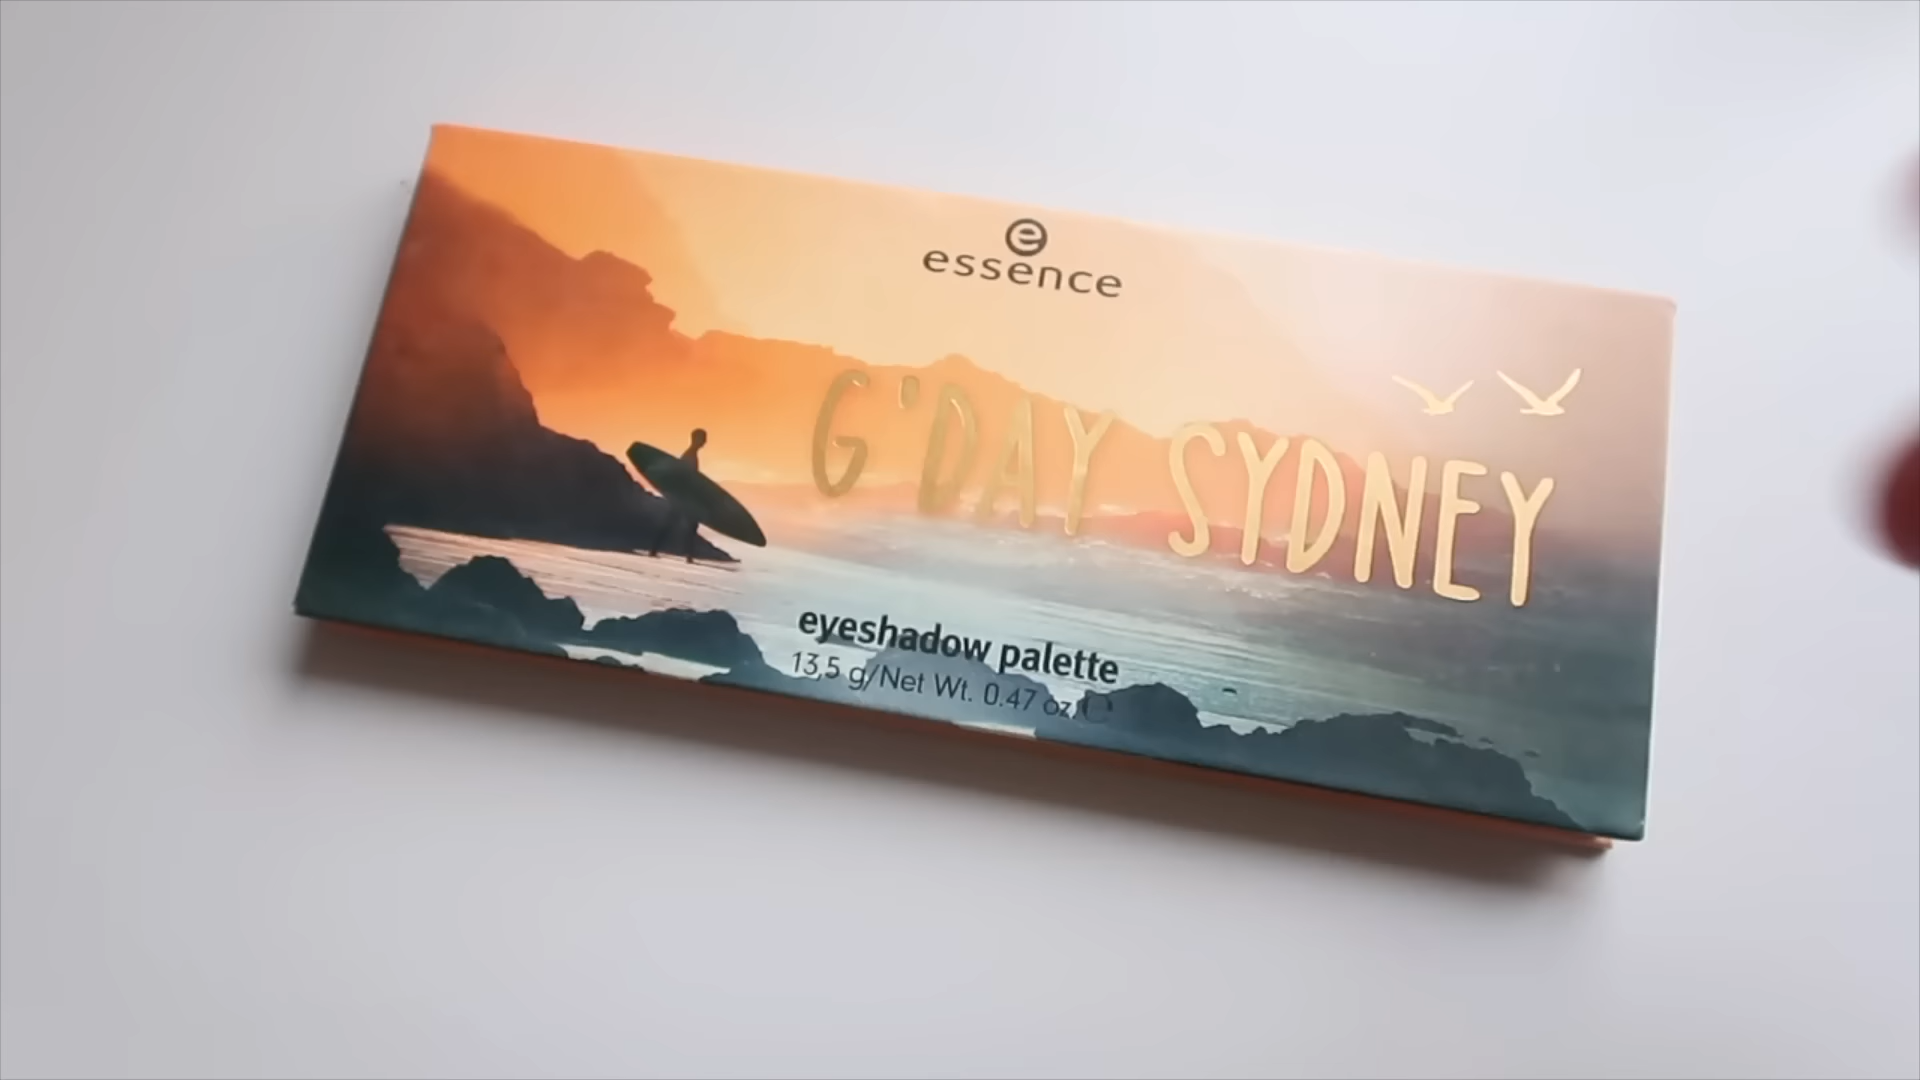 e
essence
G'DAY SYDNEY
eyeshadow palette
13,5 g/Net Wt. 0.47 oz. ℮